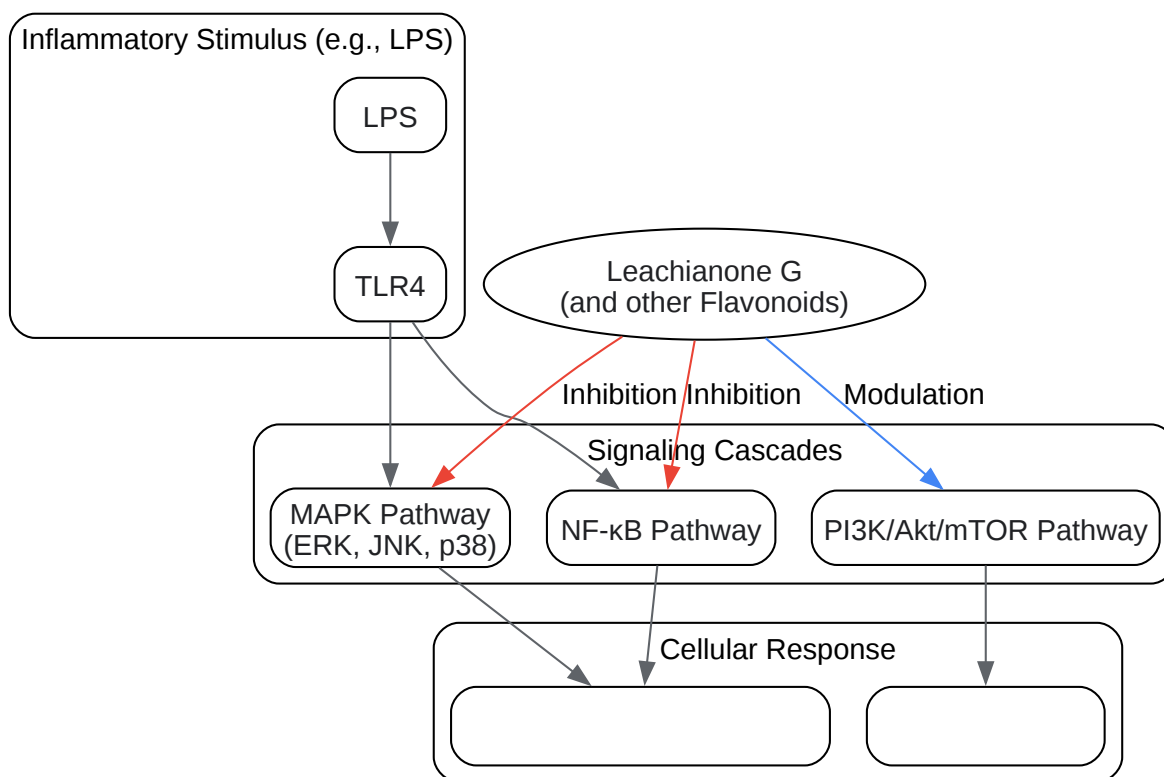 Inflammatory Stimulus (e.g., LPS)
LPS
TLR4
Leachianone G
(and other Flavonoids)
Inhibition
Inhibition
Modulation
Signaling Cascades
MAPK Pathway
(ERK, JNK, p38)
NF-κB Pathway
PI3K/Akt/mTOR Pathway
Cellular Response